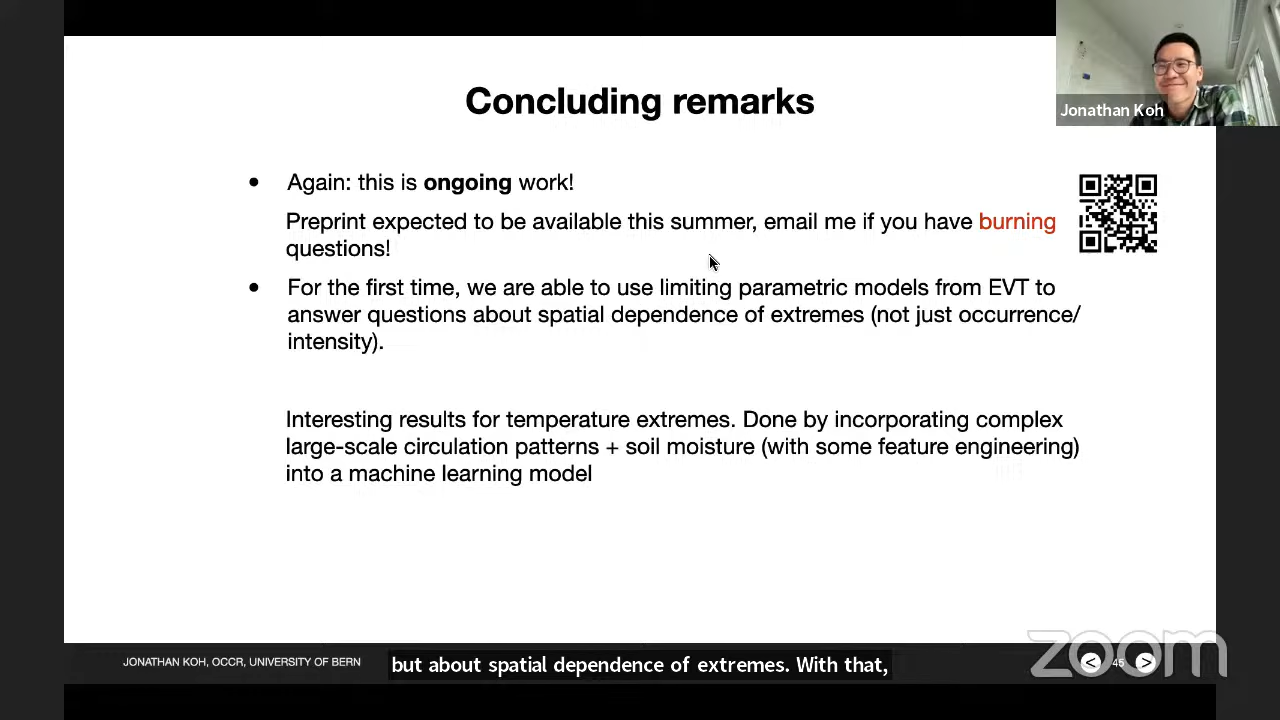 Concluding remarks
Jonathan Koh
• Again: this is ongoing work!
Preprint expected to be available this summer, email me if you have burning
questions!
• For the first time, we are able to use limiting parametric models from EVT to
answer questions about spatial dependence of extremes (not just occurrence/
intensity).
Interesting results for temperature extremes. Done by incorporating complex
large-scale circulation patterns + soil moisture (with some feature engineering)
into a machine learning model
JONATHAN KOH, OCCR, UNIVERSITY OF BERN
but about spatial dependence of extremes. With that,
zoom
< 45 >